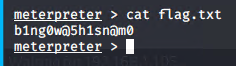 meterpreter > cat flag.txt
b1ng0w@5h1sn@m0
meterpreter >